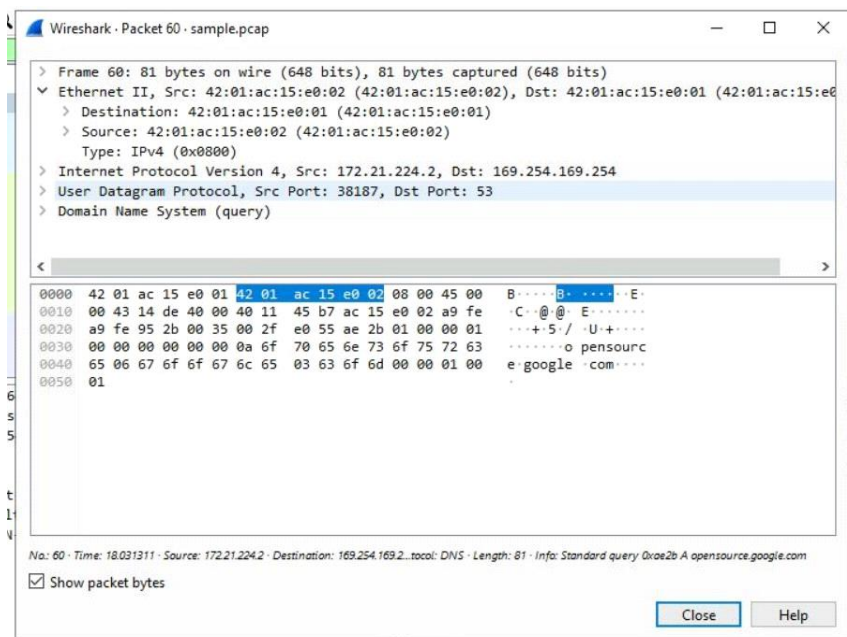 Wireshark · Packet 60 · sample.pcap
> Frame 60: 81 bytes on wire (648 bits), 81 bytes captured (648 bits)
Ethernet II, Src: 42:01:ac:15:e0:02 (42:01:ac:15:e0:02), Dst: 42:01:ac:15:e0:01 (42:01:ac:15:e0
> Destination: 42:01:ac:15:e0:01 (42:01:ac:15:e0:01)
> Source: 42:01:ac:15:e0:02 (42:01:ac:15:e0:02)
Type: IPv4 (0x0800)
> Internet Protocol Version 4, Src: 172.21.224.2, Dst: 169.254.169.254
> User Datagram Protocol, Src Port: 38187, Dst Port: 53
> Domain Name System (query)
0000 42 01 ac 15 e0 01 42 01 ac 15 e0 02 08 00 45 00 B·····B· ······E·
0010 00 43 14 de 40 00 40 11 45 b7 ac 15 e0 02 a9 fe ·C··@·@· E·······
0020 a9 fe 95 2b 00 35 00 2f e0 55 ae 2b 01 00 00 01 ···+·5·/ ·U·+····
0030 00 00 00 00 00 00 0a 6f 70 65 6e 73 6f 75 72 63 ·······o pensourc
0040 65 06 67 6f 6f 67 6c 65 03 63 6f 6d 00 00 01 00 e·google ·com····
0050 01 ·
No.: 60 · Time: 18.031311 · Source: 172.21.224.2 · Destination: 169.254.169.2...tocol: DNS · Length: 81 · Info: Standard query 0xae2b A opensource.google.com
Show packet bytes
Close Help